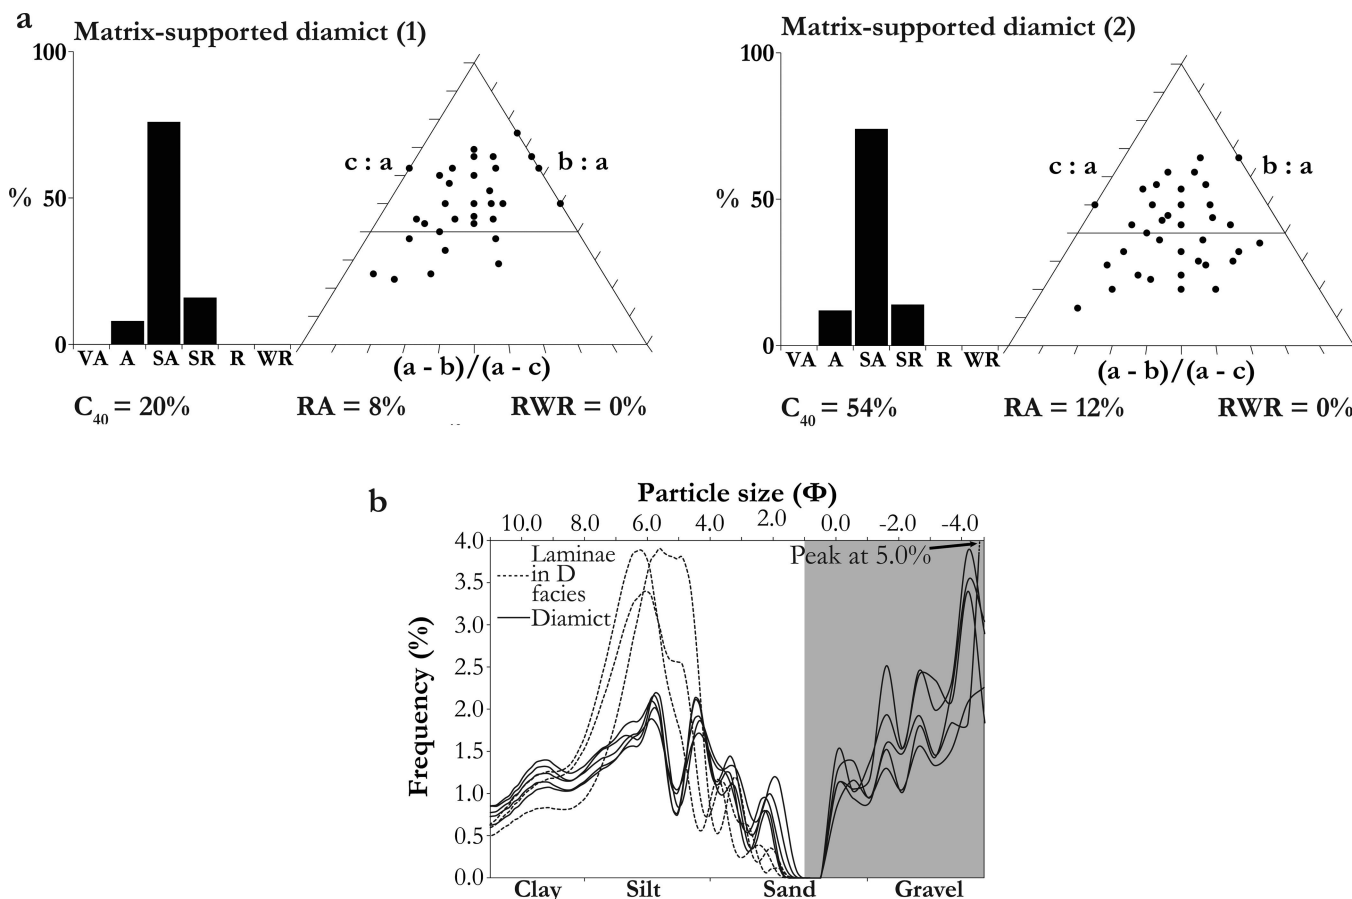 a
Matrix-supported diamict (1)
100
50
0
%
c : a
b : a
VA A SA SR R WR
(a - b)/(a - c)
C40 = 20% RA = 8% RWR = 0%
Matrix-supported diamict (2)
100
50
0
%
c : a
b : a
VA A SA SR R WR
(a - b)/(a - c)
C40 = 54% RA = 12% RWR = 0%
b
Particle size (Φ)
10.0 8.0 6.0 4.0 2.0 0.0 -2.0 -4.0
4.0
3.5
3.0
2.5
2.0
1.5
1.0
0.5
0.0
Frequency (%)
Laminae
in D
facies
Diamict
Peak at 5.0%
Clay Silt Sand Gravel